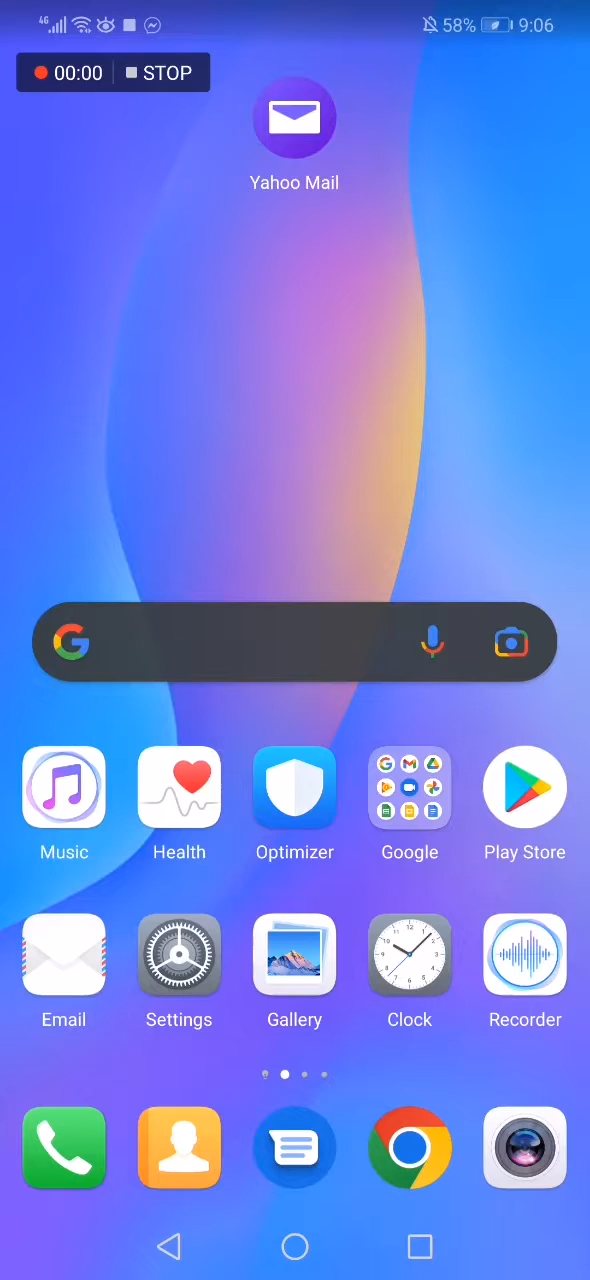 4G 58% 9:06
00:00 STOP
Yahoo Mail
Music Health Optimizer Google Play Store
Email Settings Gallery Clock Recorder